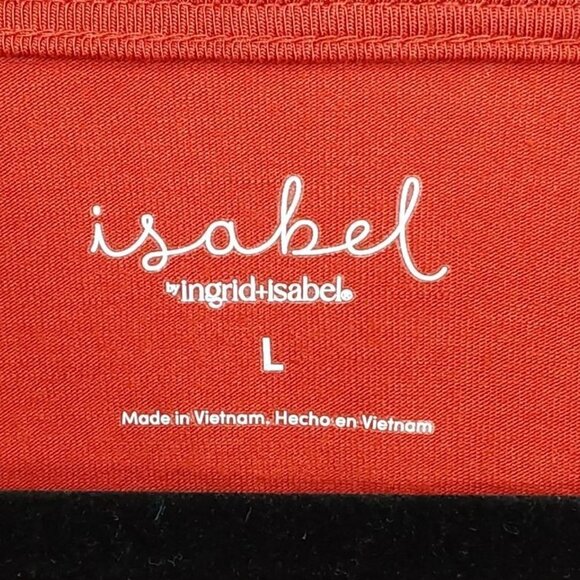 isabel
by ingrid+isabel®
L
Made in Vietnam. Hecho en Vietnam